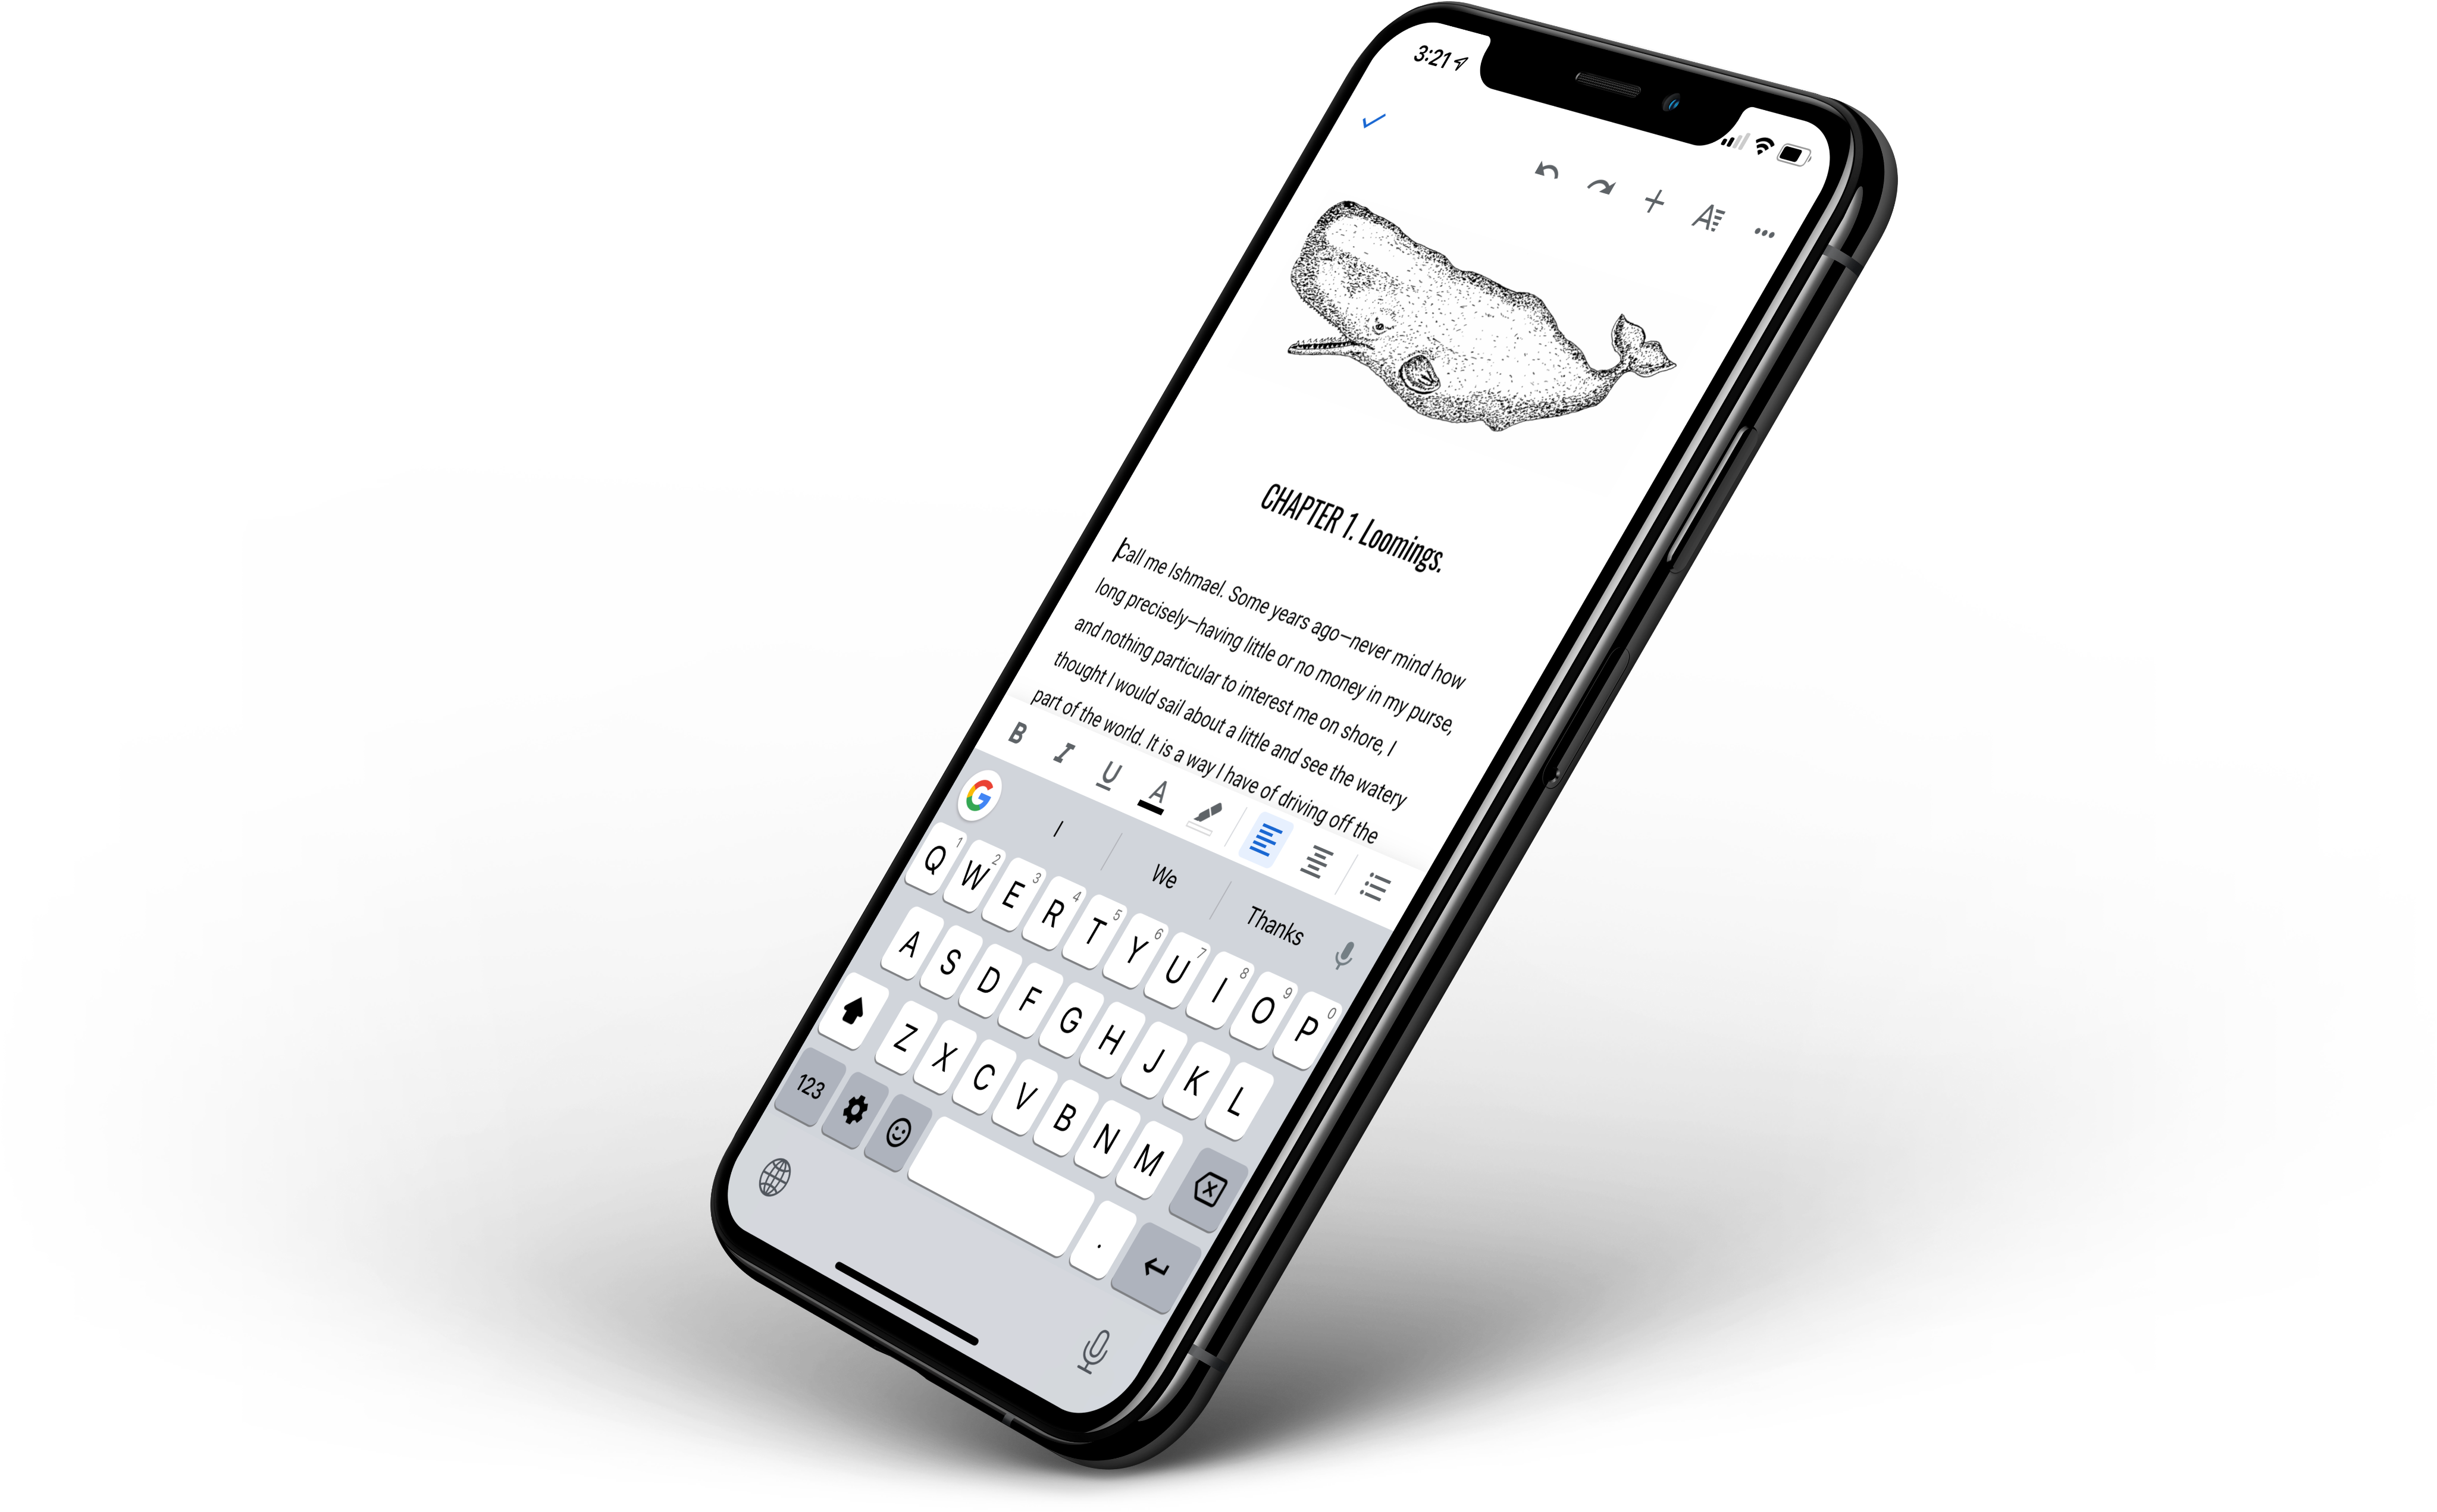 3:21
CHAPTER 1. Loomings.
Call me Ishmael. Some years ago—never mind how
long precisely—having little or no money in my purse,
and nothing particular to interest me on shore, I
thought I would sail about a little and see the watery
part of the world. It is a way I have of driving off the
B I U A
G I We Thanks
Q 1 W 2 E 3 R 4 T 5 Y 6 U 7 I 8 O 9 P 0
A S D F G H J K L
Z X C V B N M
123 .